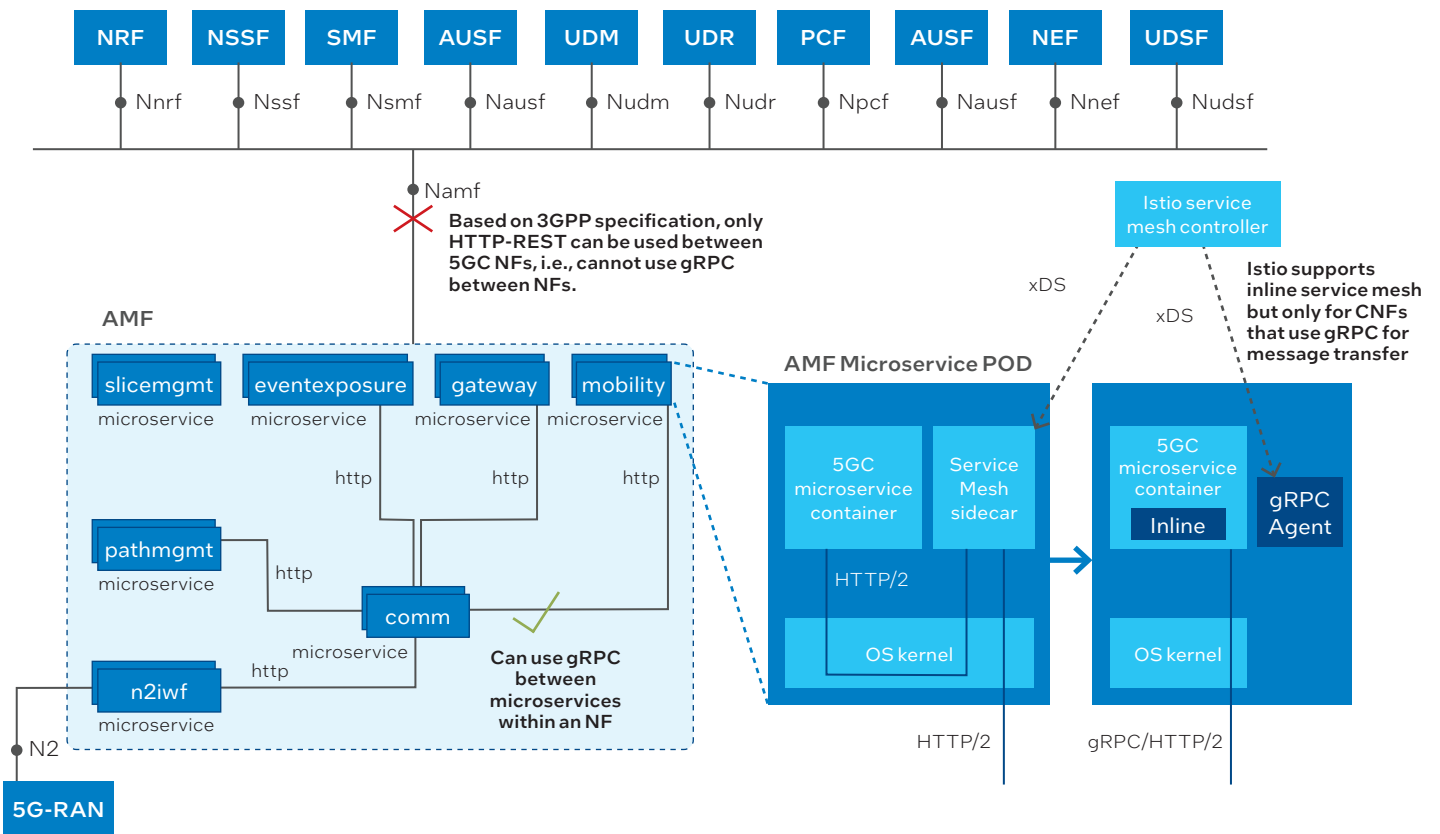 NRF
NSSF
SMF
AUSF
UDM
UDR
PCF
AUSF
NEF
UDSF
Nnrf
Nssf
Nsmf
Nausf
Nudm
Nudr
Npcf
Nausf
Nnef
Nudsf
Namf
Based on 3GPP specification, only
HTTP-REST can be used between
5GC NFs, i.e., cannot use gRPC
between NFs.
Istio service
mesh controller
xDS
xDS
Istio supports
inline service mesh
but only for CNFs
that use gRPC for
message transfer
AMF
slicemgmt
microservice
eventexposure
microservice
gateway
microservice
mobility
microservice
http
http
http
pathmgmt
microservice
http
comm
microservice
http
n2iwf
microservice
Can use gRPC
between
microservices
within an NF
N2
5G-RAN
AMF Microservice POD
5GC
microservice
container
Service
Mesh
sidecar
HTTP/2
OS kernel
HTTP/2
5GC
microservice
container
Inline
gRPC
Agent
OS kernel
gRPC/HTTP/2